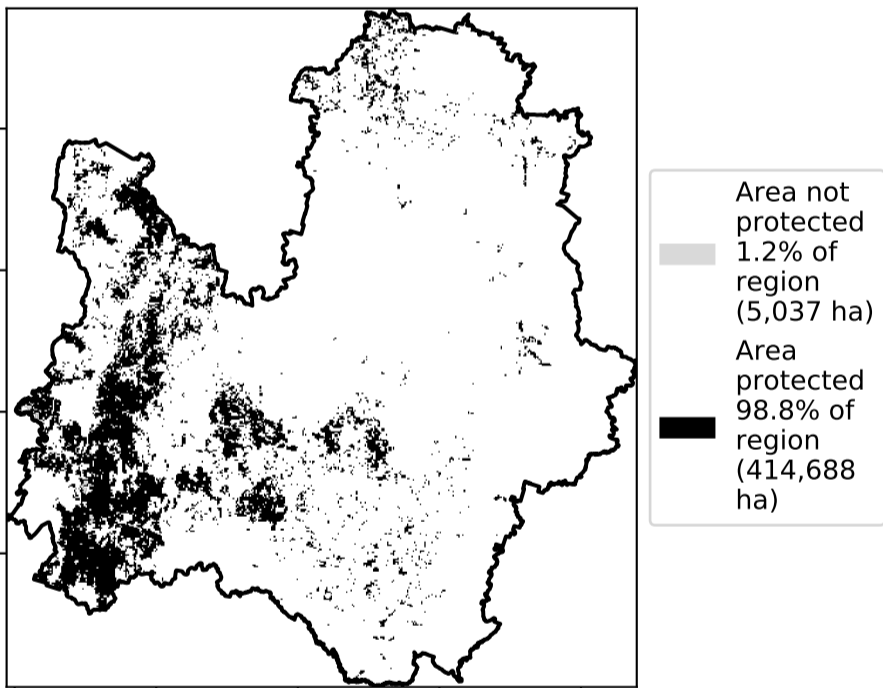 Area not
protected
1.2% of
region
(5,037 ha)
Area
protected
98.8% of
region
(414,688
ha)